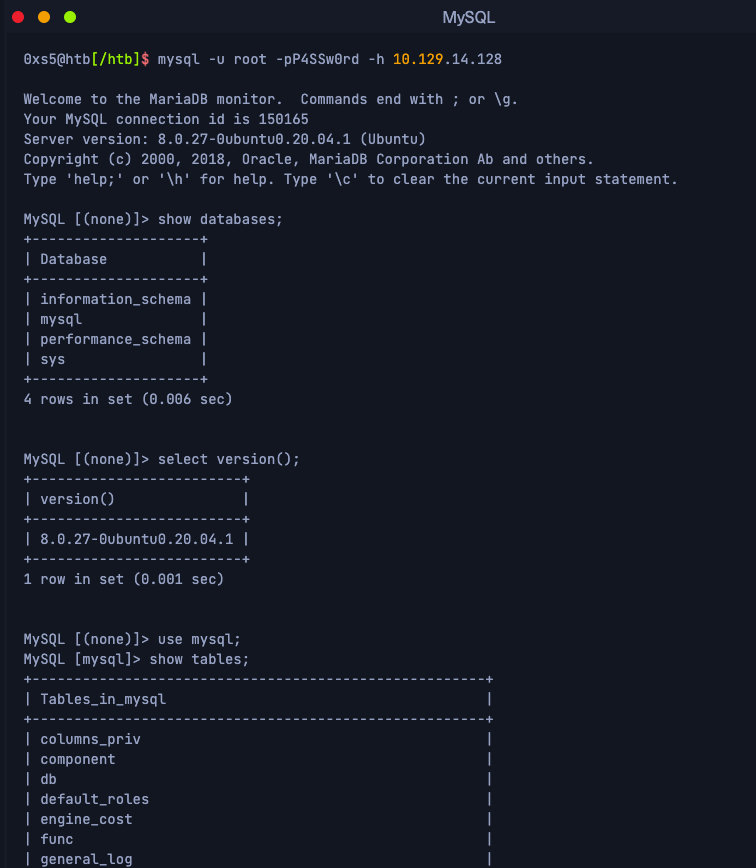 MySQL
0xs5@htb[/htb]$ mysql -u root -pP4SSw0rd -h 10.129.14.128
Welcome to the MariaDB monitor.  Commands end with ; or \g.
Your MySQL connection id is 150165
Server version: 8.0.27-0ubuntu0.20.04.1 (Ubuntu)
Copyright (c) 2000, 2018, Oracle, MariaDB Corporation Ab and others.
Type 'help;' or '\h' for help. Type '\c' to clear the current input statement.
MySQL [(none)]> show databases;
+--------------------+
| Database           |
+--------------------+
| information_schema |
| mysql              |
| performance_schema |
| sys                |
+--------------------+
4 rows in set (0.006 sec)
MySQL [(none)]> select version();
+-------------------------+
| version()               |
+-------------------------+
| 8.0.27-0ubuntu0.20.04.1 |
+-------------------------+
1 row in set (0.001 sec)
MySQL [(none)]> use mysql;
MySQL [mysql]> show tables;
+------------------------------------------------------+
| Tables_in_mysql                                      |
+------------------------------------------------------+
| columns_priv                                         |
| component                                            |
| db                                                   |
| default_roles                                        |
| engine_cost                                          |
| func                                                 |
| general_log                                          |